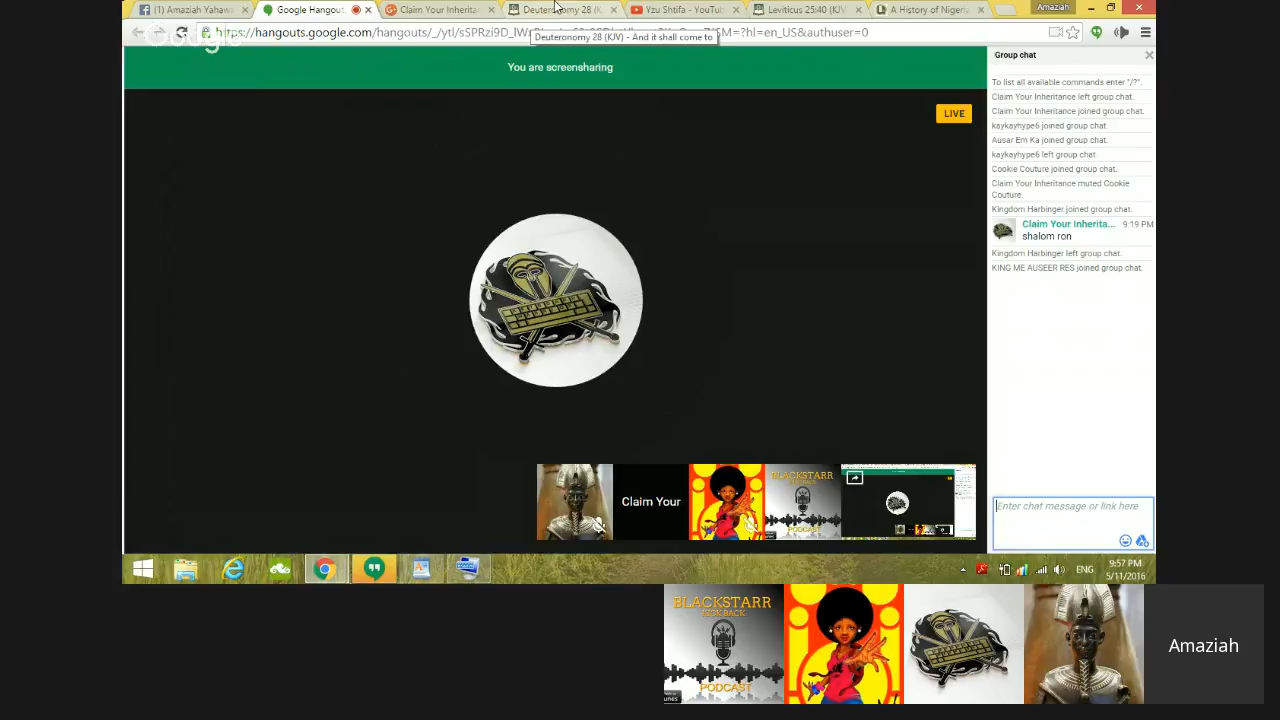 (1) Amaziah Yahawa
Google Hangout
Claim Your Inheritan
Deuteronomy 28 (K
Yzu Shtifa - YouTub
Leviticus 25:40 (KJV)
A History of Nigeria
Amaziah
https://hangouts.google.com/hangouts/_/
M=?hl=en_US&authuser=0
Google
Deuteronomy 28 (KJV) - And it shall come to
You are screensharing
LIVE
Group chat
To list all available commands enter "/?".
Claim Your Inheritance left group chat.
Claim Your Inheritance joined group chat.
kaykayhype6 joined group chat.
Ausar Em Ka joined group chat.
kaykayhype6 left group chat.
Cookie Couture joined group chat.
Claim Your Inheritance muted Cookie
Couture.
Kingdom Harbinger joined group chat.
Claim Your Inherita... 9:19 PM
shalom ron
Kingdom Harbinger left group chat.
KING ME AUSEER RES joined group chat.
Enter chat message or link here
Claim Your
BLACKSTARR
PODCAST
ENG
9:57 PM
5/11/2016
BLACKSTARR
KICK BACK
PODCAST
Amaziah